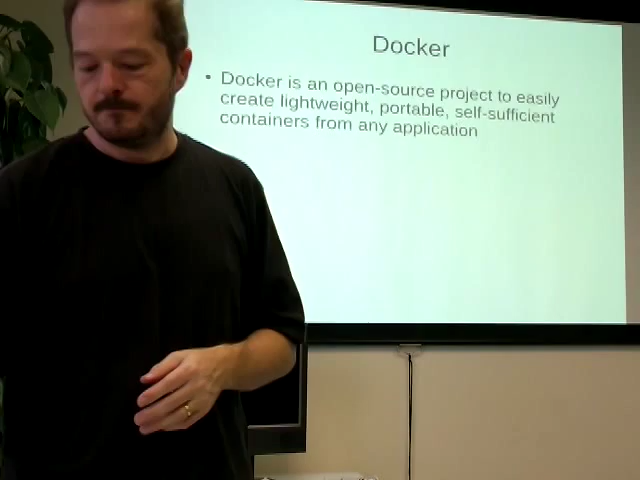 Docker
• Docker is an open-source project to easily
create lightweight, portable, self-sufficient
containers from any application